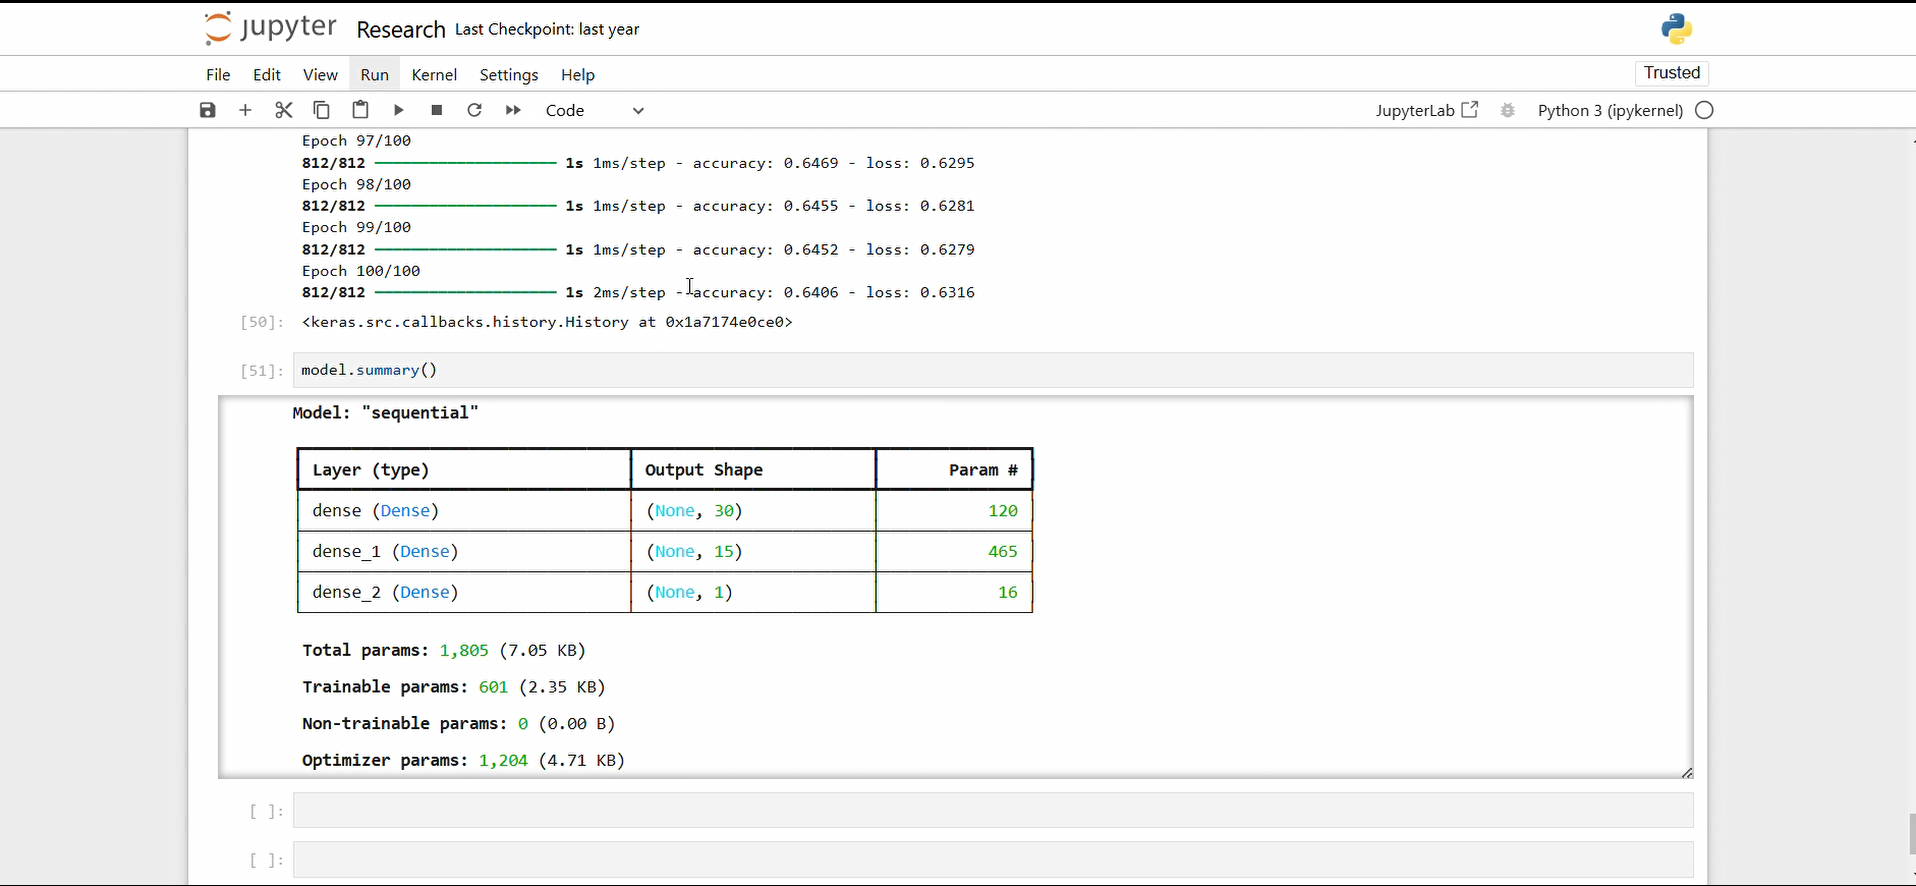 jupyter Research Last Checkpoint: last year
File Edit View Run Kernel Settings Help Trusted
Code JupyterLab Python 3 (ipykernel)
Epoch 97/100
812/812 1s 1ms/step - accuracy: 0.6469 - loss: 0.6295
Epoch 98/100
812/812 1s 1ms/step - accuracy: 0.6455 - loss: 0.6281
Epoch 99/100
812/812 1s 1ms/step - accuracy: 0.6452 - loss: 0.6279
Epoch 100/100
812/812 1s 2ms/step - accuracy: 0.6406 - loss: 0.6316
[50]: <keras.src.callbacks.history.History at 0x1a7174e0ce0>
[51]: model.summary()
Model: "sequential"
Layer (type) Output Shape Param #
dense (Dense) (None, 30) 120
dense_1 (Dense) (None, 15) 465
dense_2 (Dense) (None, 1) 16
Total params: 1,805 (7.05 KB)
Trainable params: 601 (2.35 KB)
Non-trainable params: 0 (0.00 B)
Optimizer params: 1,204 (4.71 KB)
[ ]:
[ ]: